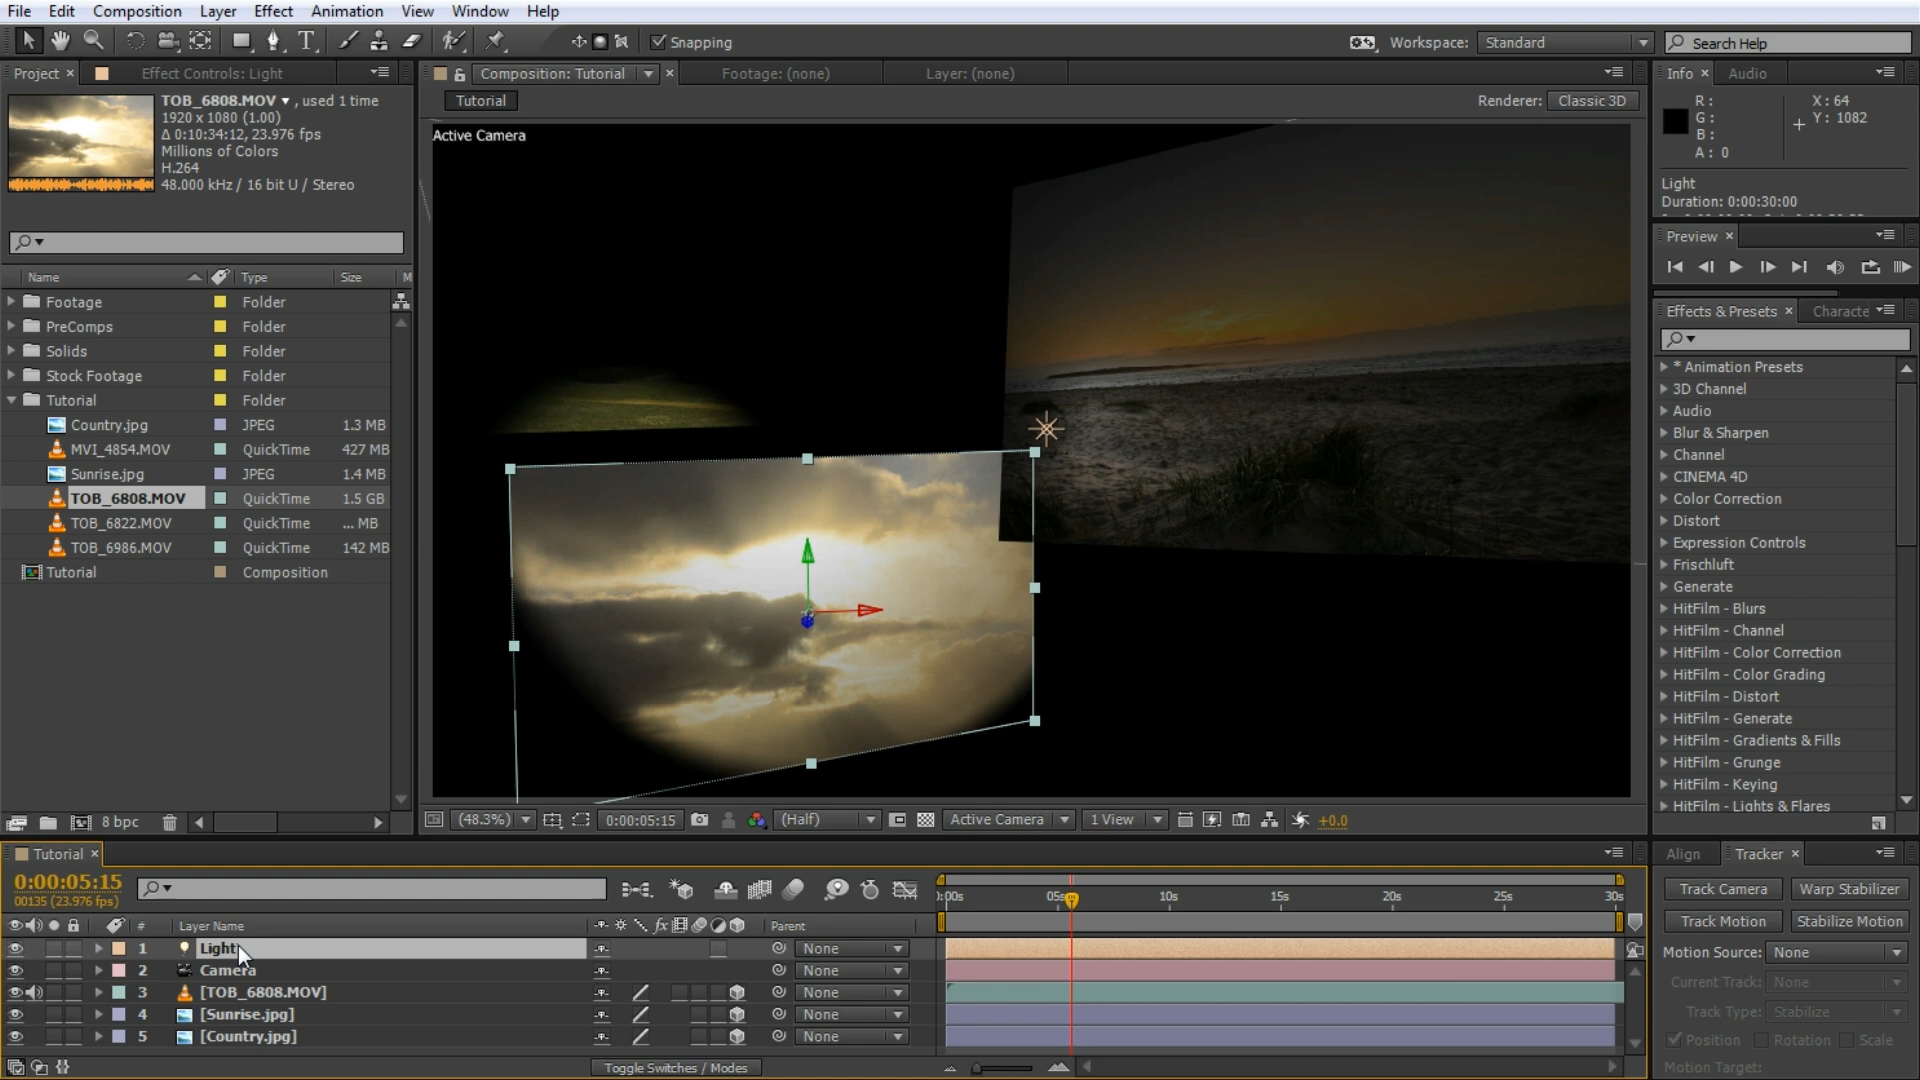 File Edit Composition Layer Effect Animation View Window Help
Snapping
Workspace: Standard
Search Help
Project × Effect Controls: Light
TOB_6808.MOV ▼ , used 1 time
1920 x 1080 (1.00)
Δ 0:10:34:12, 23.976 fps
Millions of Colors
H.264
48.000 kHz / 16 bit U / Stereo
Name Type Size M
Footage Folder
PreComps Folder
Solids Folder
Stock Footage Folder
Tutorial Folder
Country.jpg JPEG 1.3 MB
MVI_4854.MOV QuickTime 427 MB
Sunrise.jpg JPEG 1.4 MB
TOB_6808.MOV QuickTime 1.5 GB
TOB_6822.MOV QuickTime ... MB
TOB_6986.MOV QuickTime 142 MB
Tutorial Composition
8 bpc
Composition: Tutorial × Footage: (none) Layer: (none)
Tutorial
Renderer: Classic 3D
Active Camera
(48.3%) 0:00:05:15 (Half) Active Camera 1 View +0.0
Info × Audio
R: X: 64
G: Y: 1082
B:
A: 0
Light
Duration: 0:00:30:00
Preview ×
Effects & Presets × Characte
* Animation Presets
3D Channel
Audio
Blur & Sharpen
Channel
CINEMA 4D
Color Correction
Distort
Expression Controls
Frischluft
Generate
HitFilm - Blurs
HitFilm - Channel
HitFilm - Color Correction
HitFilm - Color Grading
HitFilm - Distort
HitFilm - Generate
HitFilm - Gradients & Fills
HitFilm - Grunge
HitFilm - Keying
HitFilm - Lights & Flares
Tutorial ×
0:00:05:15
00135 (23.976 fps)
# Layer Name fx Parent
1 Light None
2 Camera None
3 [TOB_6808.MOV] None
4 [Sunrise.jpg] None
5 [Country.jpg] None
Toggle Switches / Modes
):00s 05s 10s 15s 20s 25s 30s
Align Tracker ×
Track Camera Warp Stabilizer
Track Motion Stabilize Motion
Motion Source: None
Current Track: None
Track Type: Stabilize
Position Rotation Scale
Motion Target: